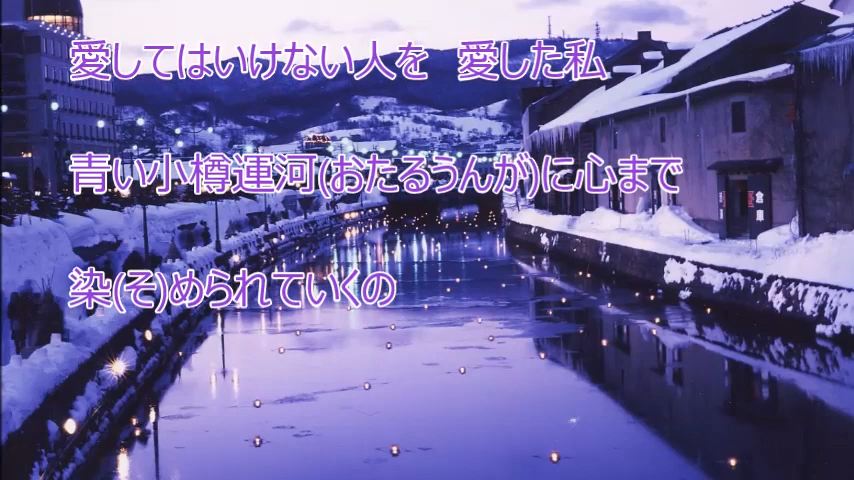 愛してはいけない人を　愛した私
青い小樽運河(おたるうんが)に心まで
染(そ)められていくの
倉庫